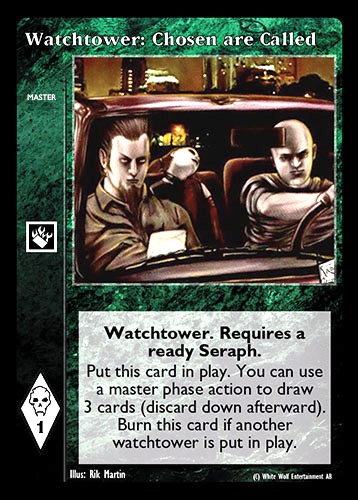 Watchtower: Chosen are Called
MASTER
Watchtower. Requires a
ready Seraph.
Put this card in play. You can use
a master phase action to draw
3 cards (discard down afterward).
Burn this card if another
watchtower is put in play.
1
Illus: Rik Martin
(C) White Wolf Entertainment AB